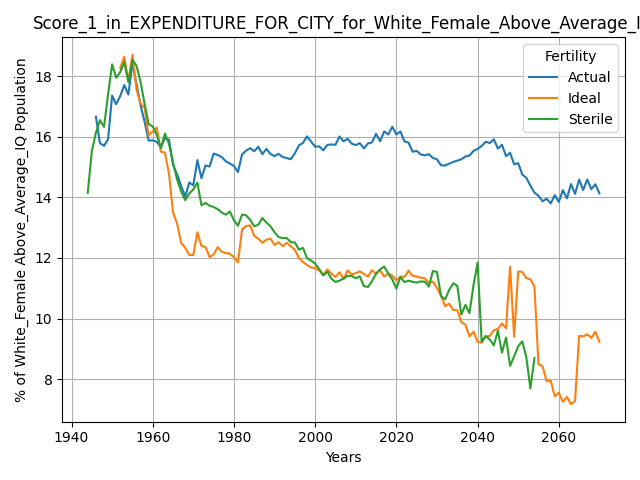 Score_1_in_EXPENDITURE_FOR_CITY_for_White_Female_Above_Average_I
% of White_Female Above_Average_IQ Population
18
16
14
12
10
8
Fertility
Actual
Ideal
Sterile
1940 1960 1980 2000 2020 2040 2060
Years